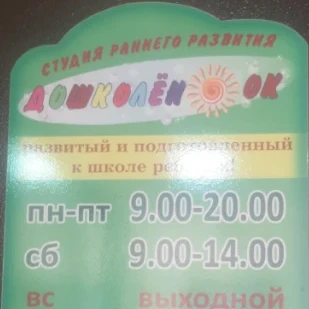 СТУДИЯ РАННЕГО РАЗВИТИЯ
ДОШКОЛЁНОК
развитый и подготовленный
к школе
пн-пт 9.00-20.00
сб 9.00-14.00
ВС ВЫХОДНОЙ